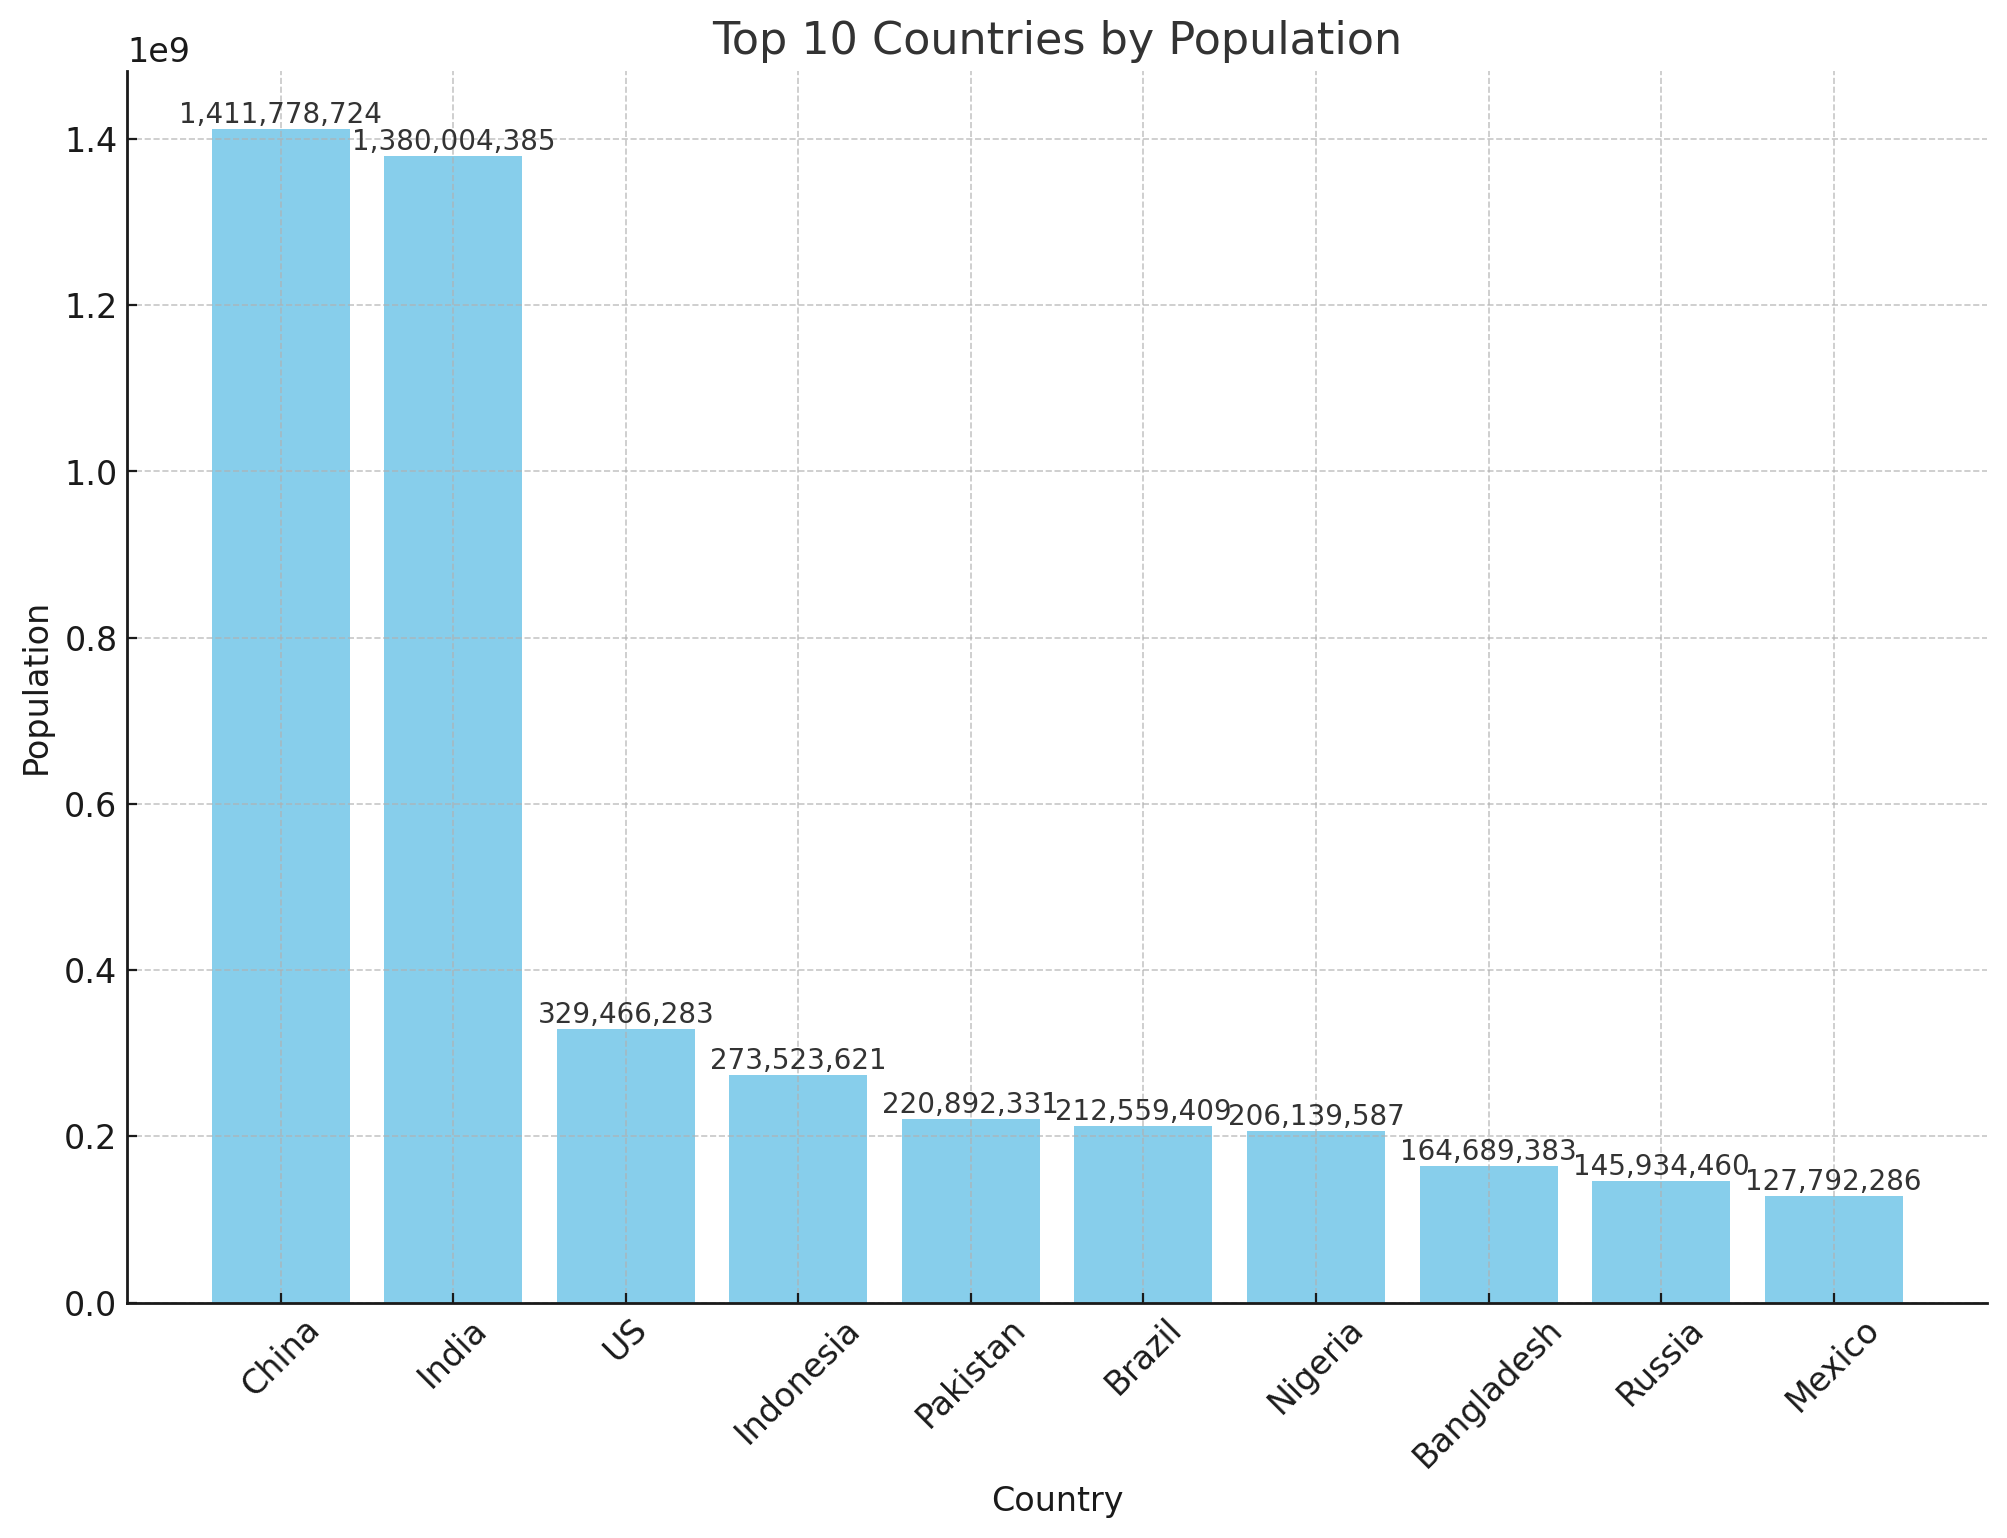 Top 10 Countries by Population
1e9
1,411,778,724
1,380,004,385
329,466,283
273,523,621
220,892,331
212,559,409
206,139,587
164,689,383
145,934,460
127,792,286
1.4
1.2
1.0
0.8
0.6
0.4
0.2
0.0
Population
China
India
US
Indonesia
Pakistan
Brazil
Nigeria
Bangladesh
Russia
Mexico
Country